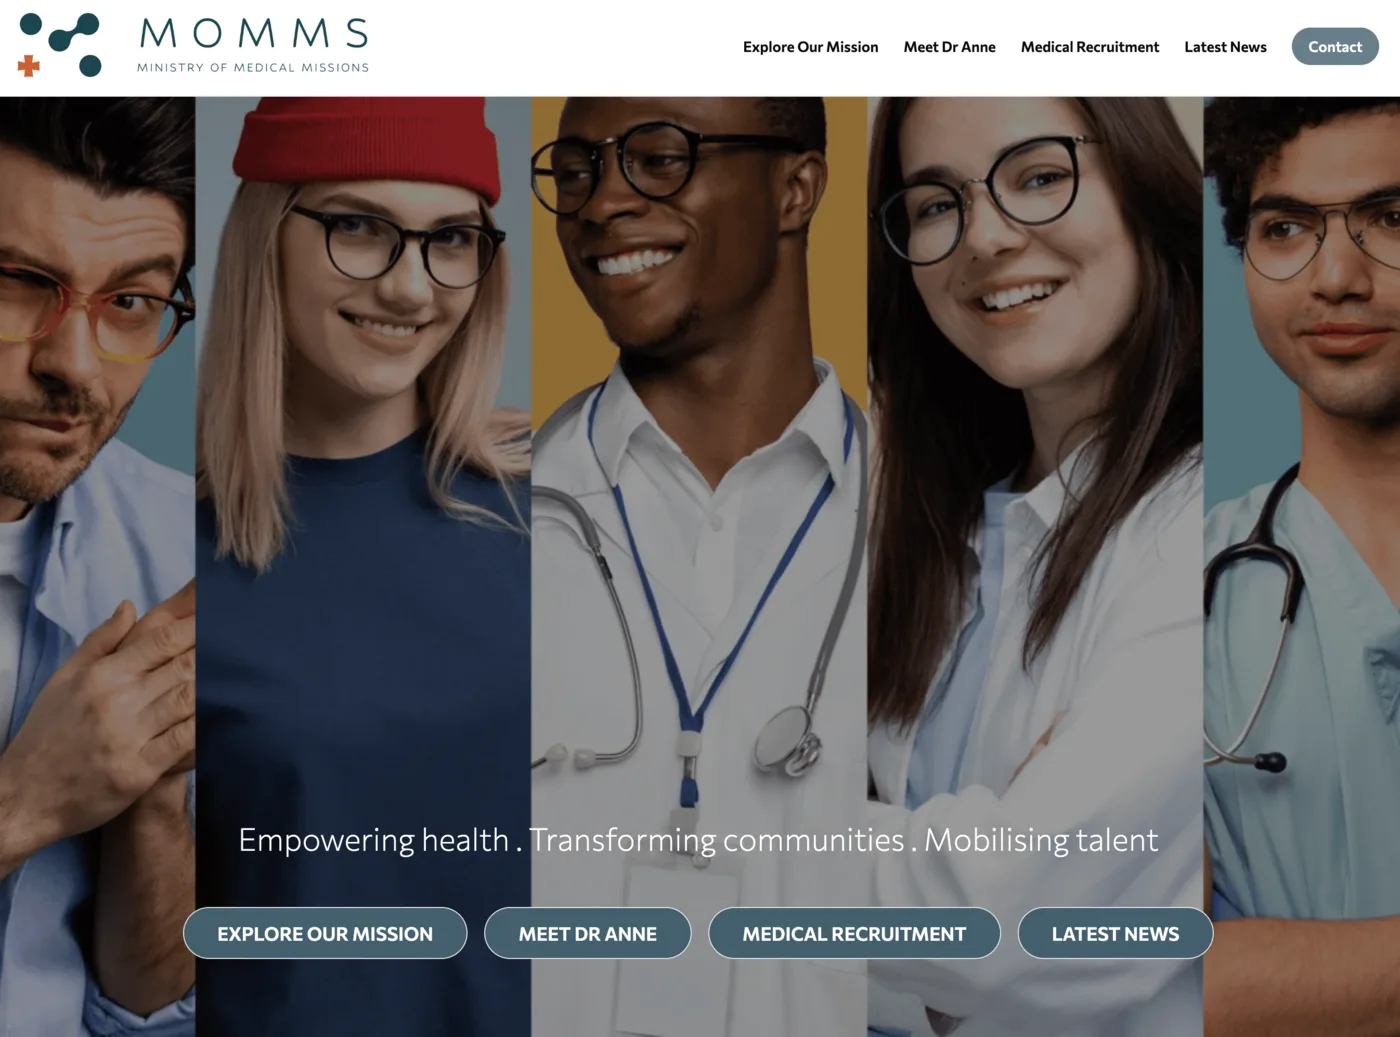 MOMMS
MINISTRY OF MEDICAL MISSIONS
Explore Our Mission
Meet Dr Anne
Medical Recruitment
Latest News
Contact
Empowering health . Transforming communities . Mobilising talent
EXPLORE OUR MISSION
MEET DR ANNE
MEDICAL RECRUITMENT
LATEST NEWS